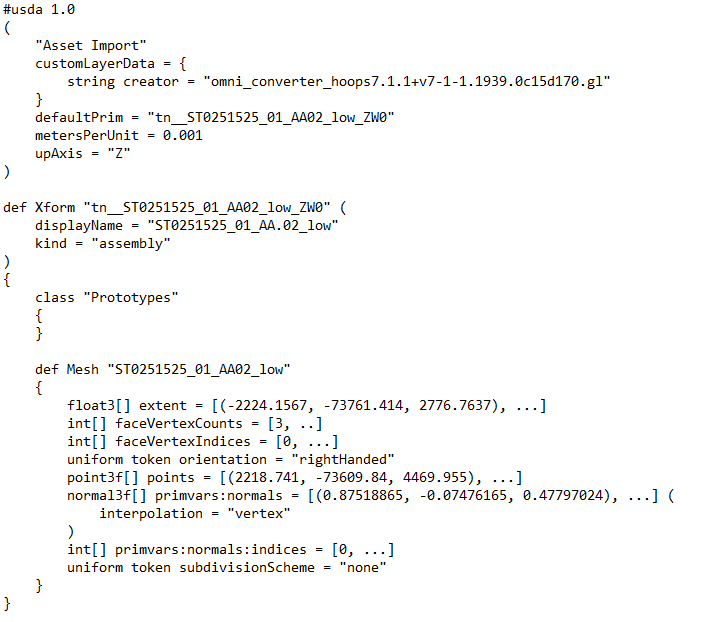 #usda 1.0
(
    "Asset Import"
    customLayerData = {
        string creator = "omni_converter_hoops7.1.1+v7-1-1.1939.0c15d170.gl"
    }
    defaultPrim = "tn__ST0251525_01_AA02_low_ZW0"
    metersPerUnit = 0.001
    upAxis = "Z"
)

def Xform "tn__ST0251525_01_AA02_low_ZW0" (
    displayName = "ST0251525_01_AA.02_low"
    kind = "assembly"
)
{
    class "Prototypes"
    {
    }

    def Mesh "ST0251525_01_AA02_low"
    {
        float3[] extent = [(-2224.1567, -73761.414, 2776.7637), ...]
        int[] faceVertexCounts = [3, ..]
        int[] faceVertexIndices = [0, ...]
        uniform token orientation = "rightHanded"
        point3f[] points = [(2218.741, -73609.84, 4469.955), ...]
        normal3f[] primvars:normals = [(0.87518865, -0.07476165, 0.47797024), ...] (
            interpolation = "vertex"
        )
        int[] primvars:normals:indices = [0, ...]
        uniform token subdivisionScheme = "none"
    }
}